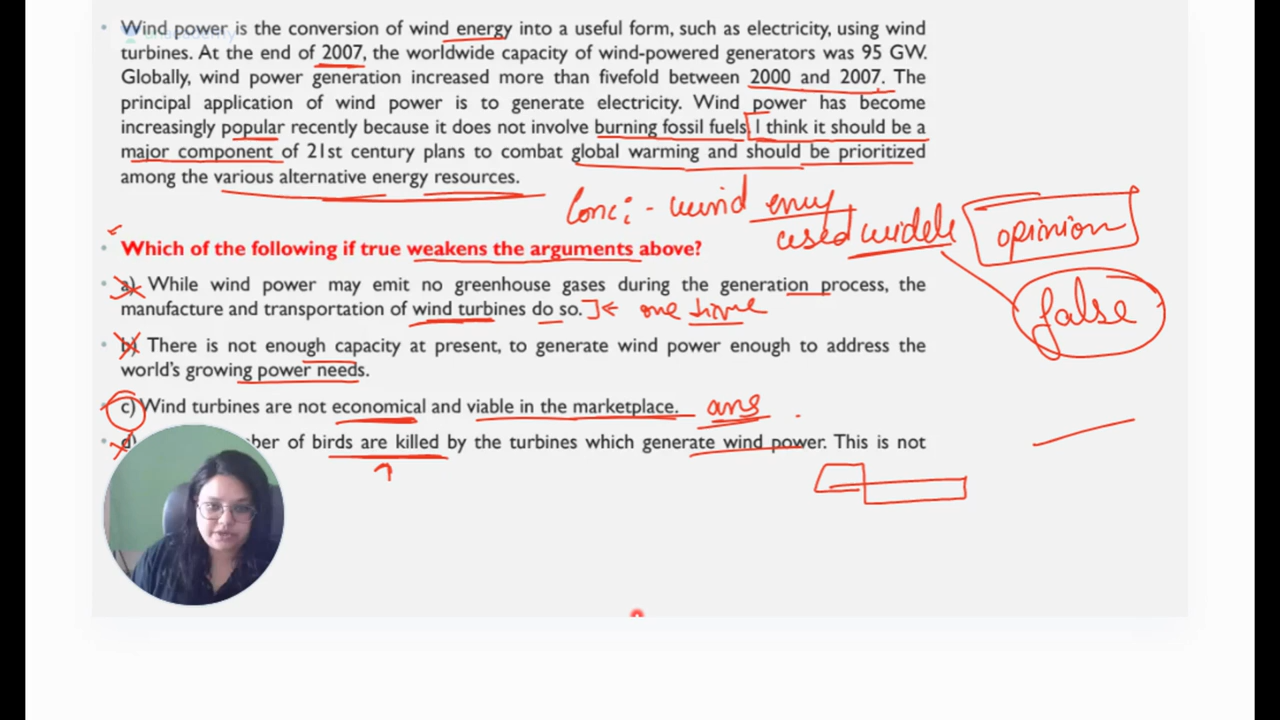 Wind power is the conversion of wind energy into a useful form, such as electricity, using wind
turbines. At the end of 2007, the worldwide capacity of wind-powered generators was 95 GW.
Globally, wind power generation increased more than fivefold between 2000 and 2007. The
principal application of wind power is to generate electricity. Wind power has become
increasingly popular recently because it does not involve burning fossil fuels. I think it should be a
major component of 21st century plans to combat global warming and should be prioritized
among the various alternative energy resources.
Conc: - wind enrgy
used widele
opinion
Which of the following if true weakens the arguments above?
a) While wind power may emit no greenhouse gases during the generation process, the
manufacture and transportation of wind turbines do so. one time
false
b) There is not enough capacity at present, to generate wind power enough to address the
world's growing power needs.
c) Wind turbines are not economical and viable in the marketplace. ans
d) ber of birds are killed by the turbines which generate wind power. This is not